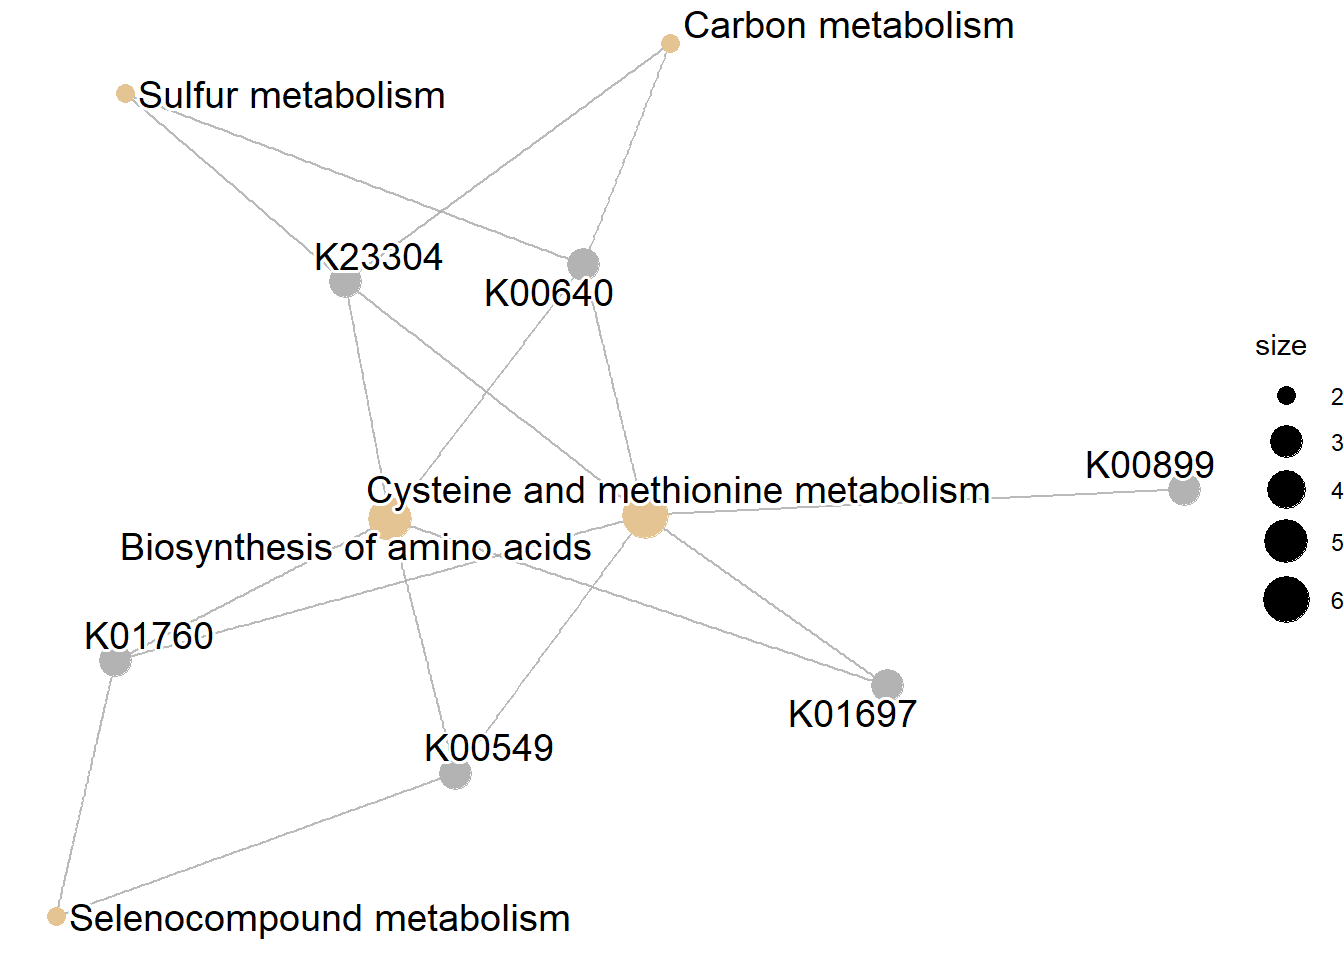 Carbon metabolism
Sulfur metabolism
K23304
K00640
size
2
3
K00899
4
Cysteine and methionine metabolism
5
Biosynthesis of amino acids
6
K01760
K01697
K00549
Selenocompound metabolism